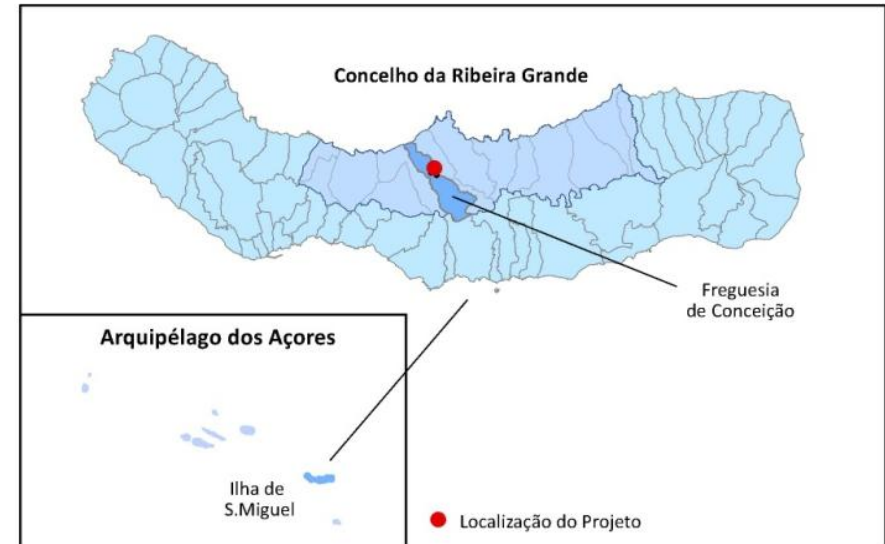 Concelho da Ribeira Grande
Freguesia
de Conceição
Arquipélago dos Açores
Ilha de
S.Miguel
Localização do Projeto